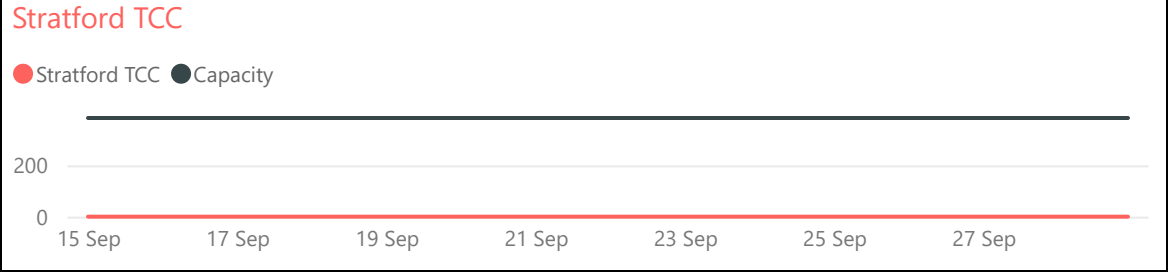 Stratford TCC
Stratford TCC Capacity
200
0
15 Sep 17 Sep 19 Sep 21 Sep 23 Sep 25 Sep 27 Sep